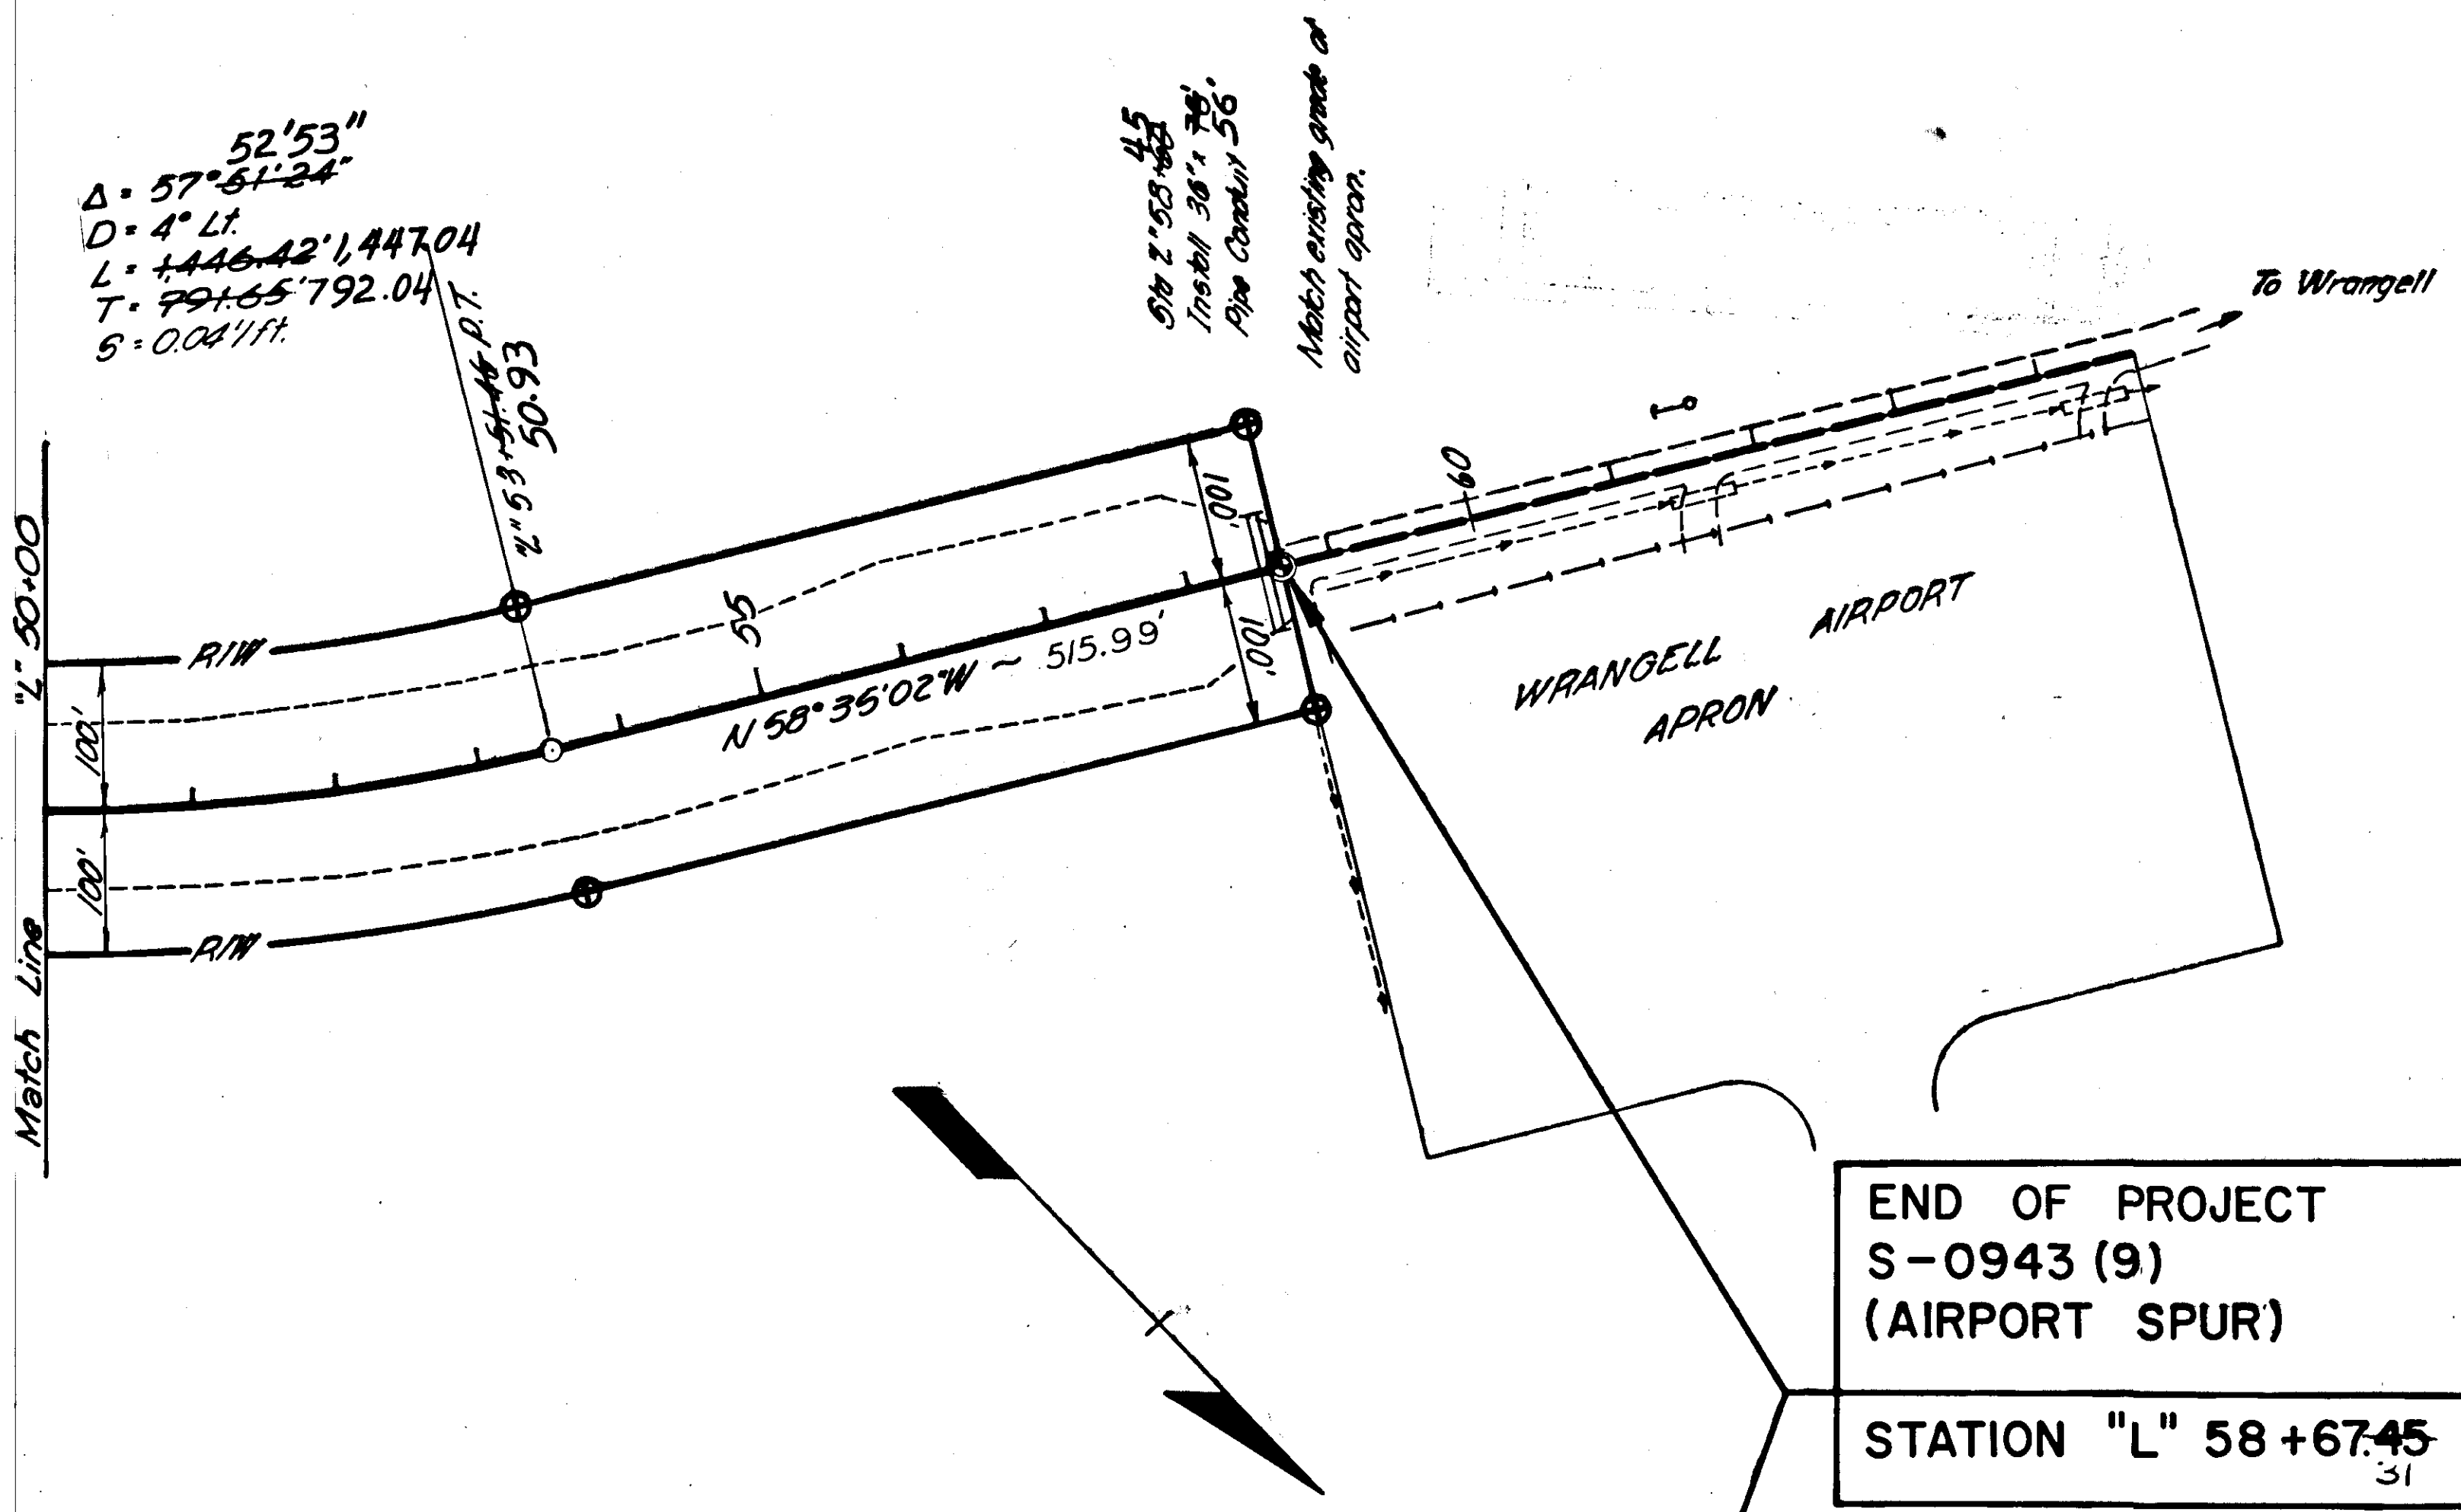 52'53"
Δ = 57° 51'24"
D = 4° Lt.
L = 1,446.42' 1,447.04
T = 791.65' 792.04
S = 0.04'/ft.
"L" 53+51.46 P.T.
50.93
45
Sta "L" 58+60
Install 36" x 78'
Pipe Conduit 56'
Match existing grade at
airport apron.
To Wrangell
"L" 50+00
Match Line
R/W
R/W
100'
100'
100'
100'
55
60
N 58° 35' 02" W ~ 515.99'
WRANGELL AIRPORT
APRON
END OF PROJECT
S-0943 (9)
(AIRPORT SPUR)
STATION "L" 58+67.45
31